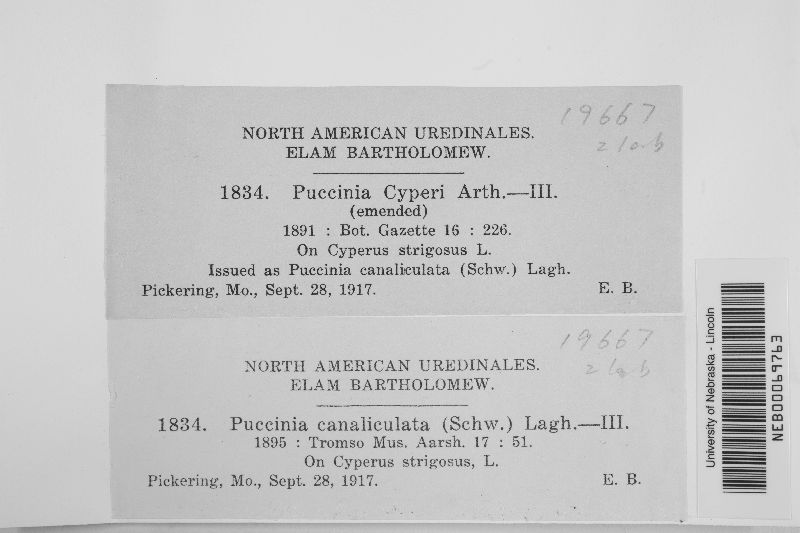 19667
2 lab
NORTH AMERICAN UREDINALES.
ELAM BARTHOLOMEW.
1834. Puccinia Cyperi Arth.—III.
(emended)
1891 : Bot. Gazette 16 : 226.
On Cyperus strigosus L.
Issued as Puccinia canaliculata (Schw.) Lagh.
Pickering, Mo., Sept. 28, 1917. E. B.
19667
2 lab
NORTH AMERICAN UREDINALES.
ELAM BARTHOLOMEW.
1834. Puccinia canaliculata (Schw.) Lagh.—III.
1895 : Tromso Mus. Aarsh. 17 : 51.
On Cyperus strigosus, L.
Pickering, Mo., Sept. 28, 1917. E. B.
University of Nebraska - Lincoln
NEB00069763